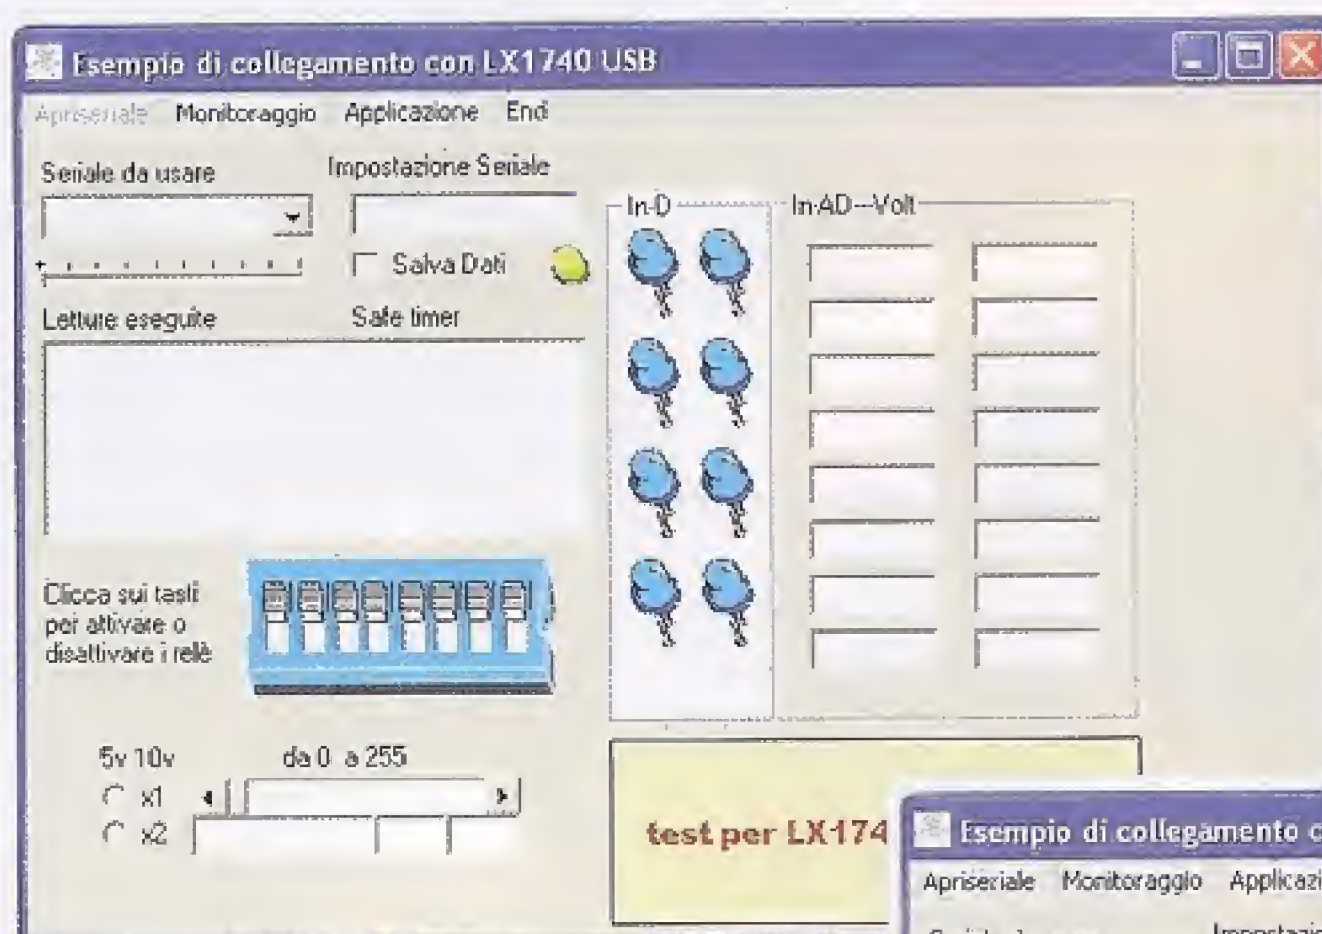 Esempio di collegamento con LX1740 USB
Apriseriale Monitoraggio Applicazione End
Seriale da usare
Impostazione Seriale
Salva Dati
Letture eseguite
Safe timer
In-D
In-AD---Volt
Clicca sui tasti
per attivare o
disattivare i relè
5v 10v
da 0 a 255
x1
x2
test per LX174
Esempio di collegamento c
Apriseriale Monitoraggio Applicazi